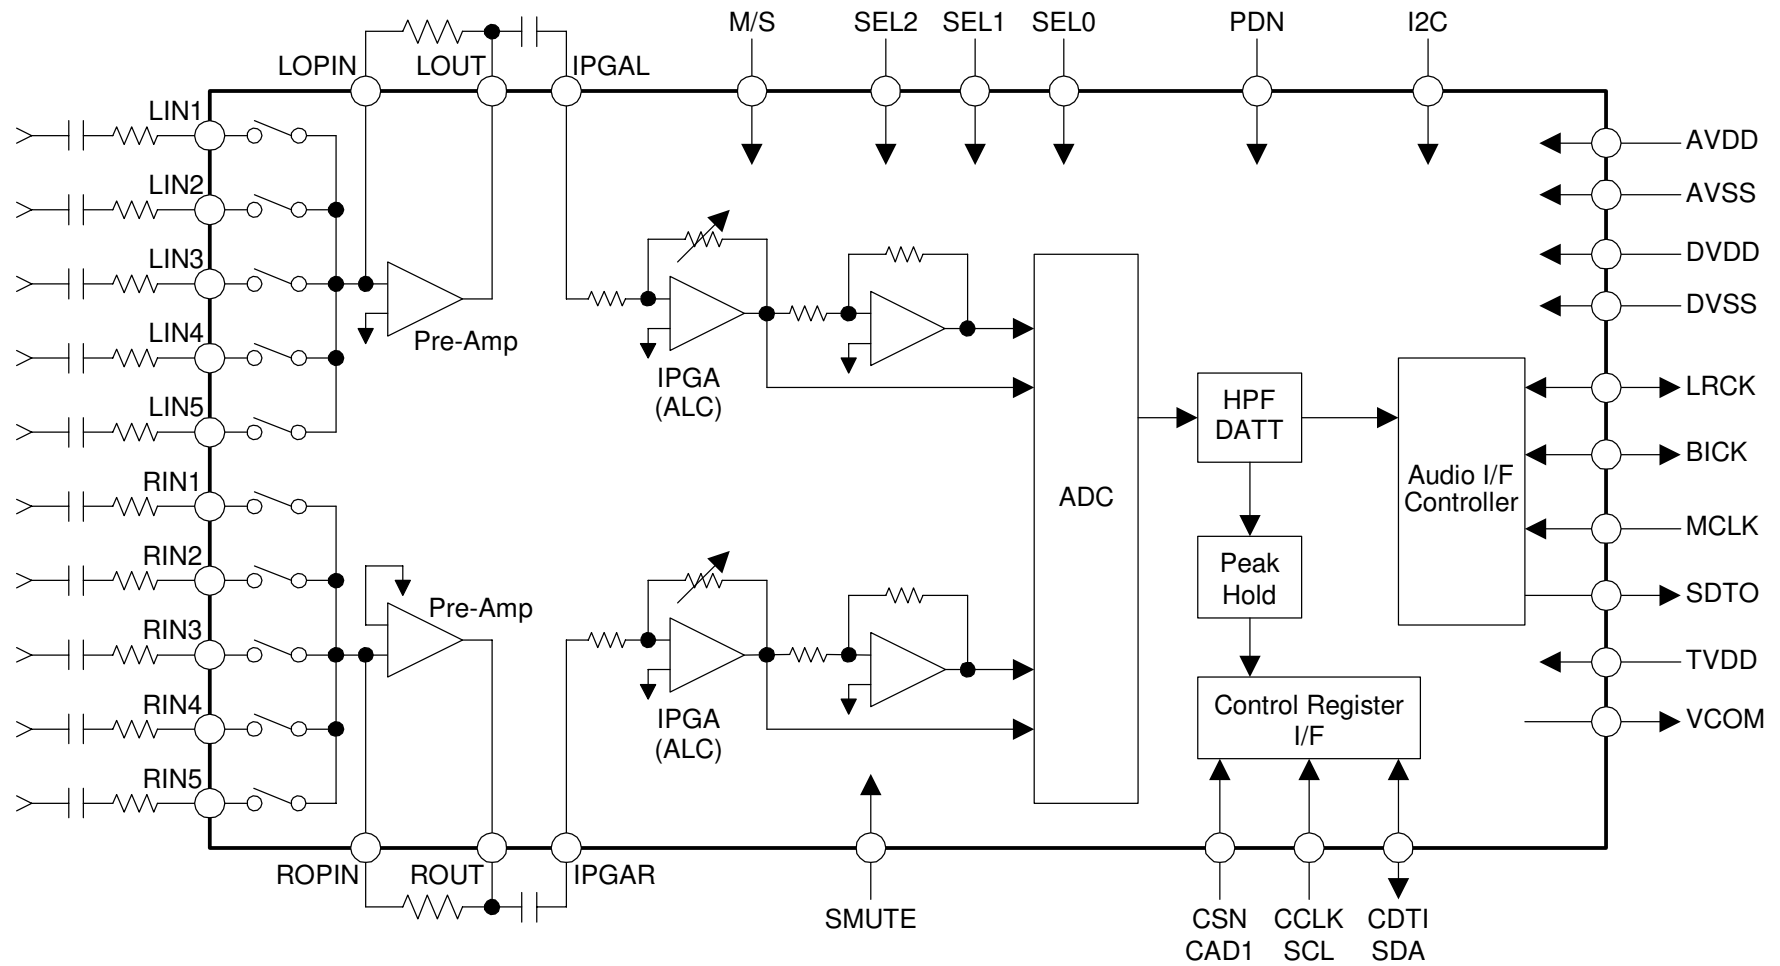 M/S
SEL2
SEL1
SEL0
PDN
I2C
LOPIN
LOUT
IPGAL
LIN1
LIN2
LIN3
LIN4
LIN5
RIN1
RIN2
RIN3
RIN4
RIN5
Pre-Amp
Pre-Amp
IPGA
(ALC)
IPGA
(ALC)
ADC
HPF
DATT
Peak
Hold
Audio I/F
Controller
Control Register
I/F
AVDD
AVSS
DVDD
DVSS
LRCK
BICK
MCLK
SDTO
TVDD
VCOM
ROPIN
ROUT
IPGAR
SMUTE
CSN
CAD1
CCLK
SCL
CDTI
SDA